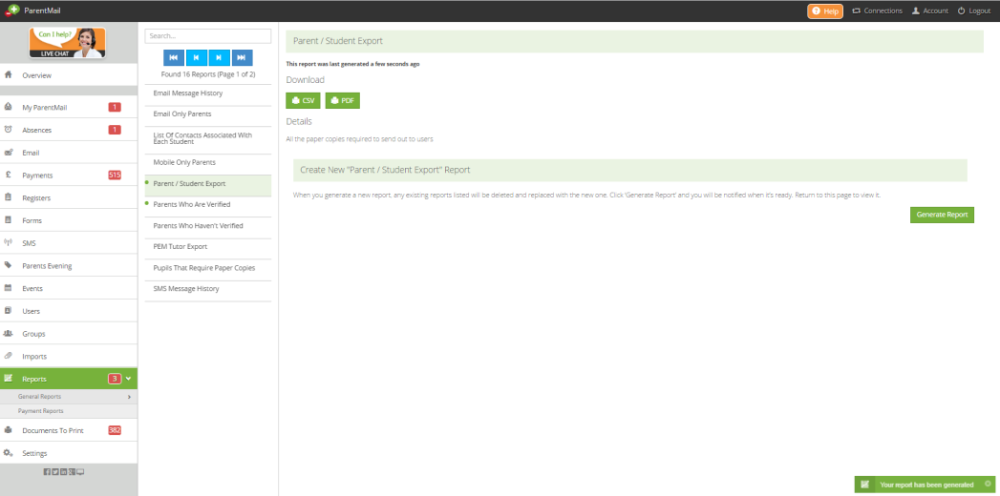 ParentMail
Help
Connections
Account
Logout
Can I help?
LIVE CHAT
Overview
My ParentMail
1
Absences
1
Email
Payments
515
Registers
Forms
SMS
Parents Evening
Events
Users
Groups
Imports
Reports
3
General Reports
Payment Reports
Documents To Print
382
Settings
Search...
Found 16 Reports (Page 1 of 2)
Email Message History
Email Only Parents
List Of Contacts Associated With
Each Student
Mobile Only Parents
Parent / Student Export
Parents Who Are Verified
Parents Who Haven't Verified
PEM Tutor Export
Pupils That Require Paper Copies
SMS Message History
Parent / Student Export
This report was last generated a few seconds ago
Download
CSV
PDF
Details
All the paper copies required to send out to users
Create New "Parent / Student Export" Report
When you generate a new report, any existing reports listed will be deleted and replaced with the new one. Click 'Generate Report' and you will be notified when it's ready. Return to this page to view it.
Generate Report
Your report has been generated